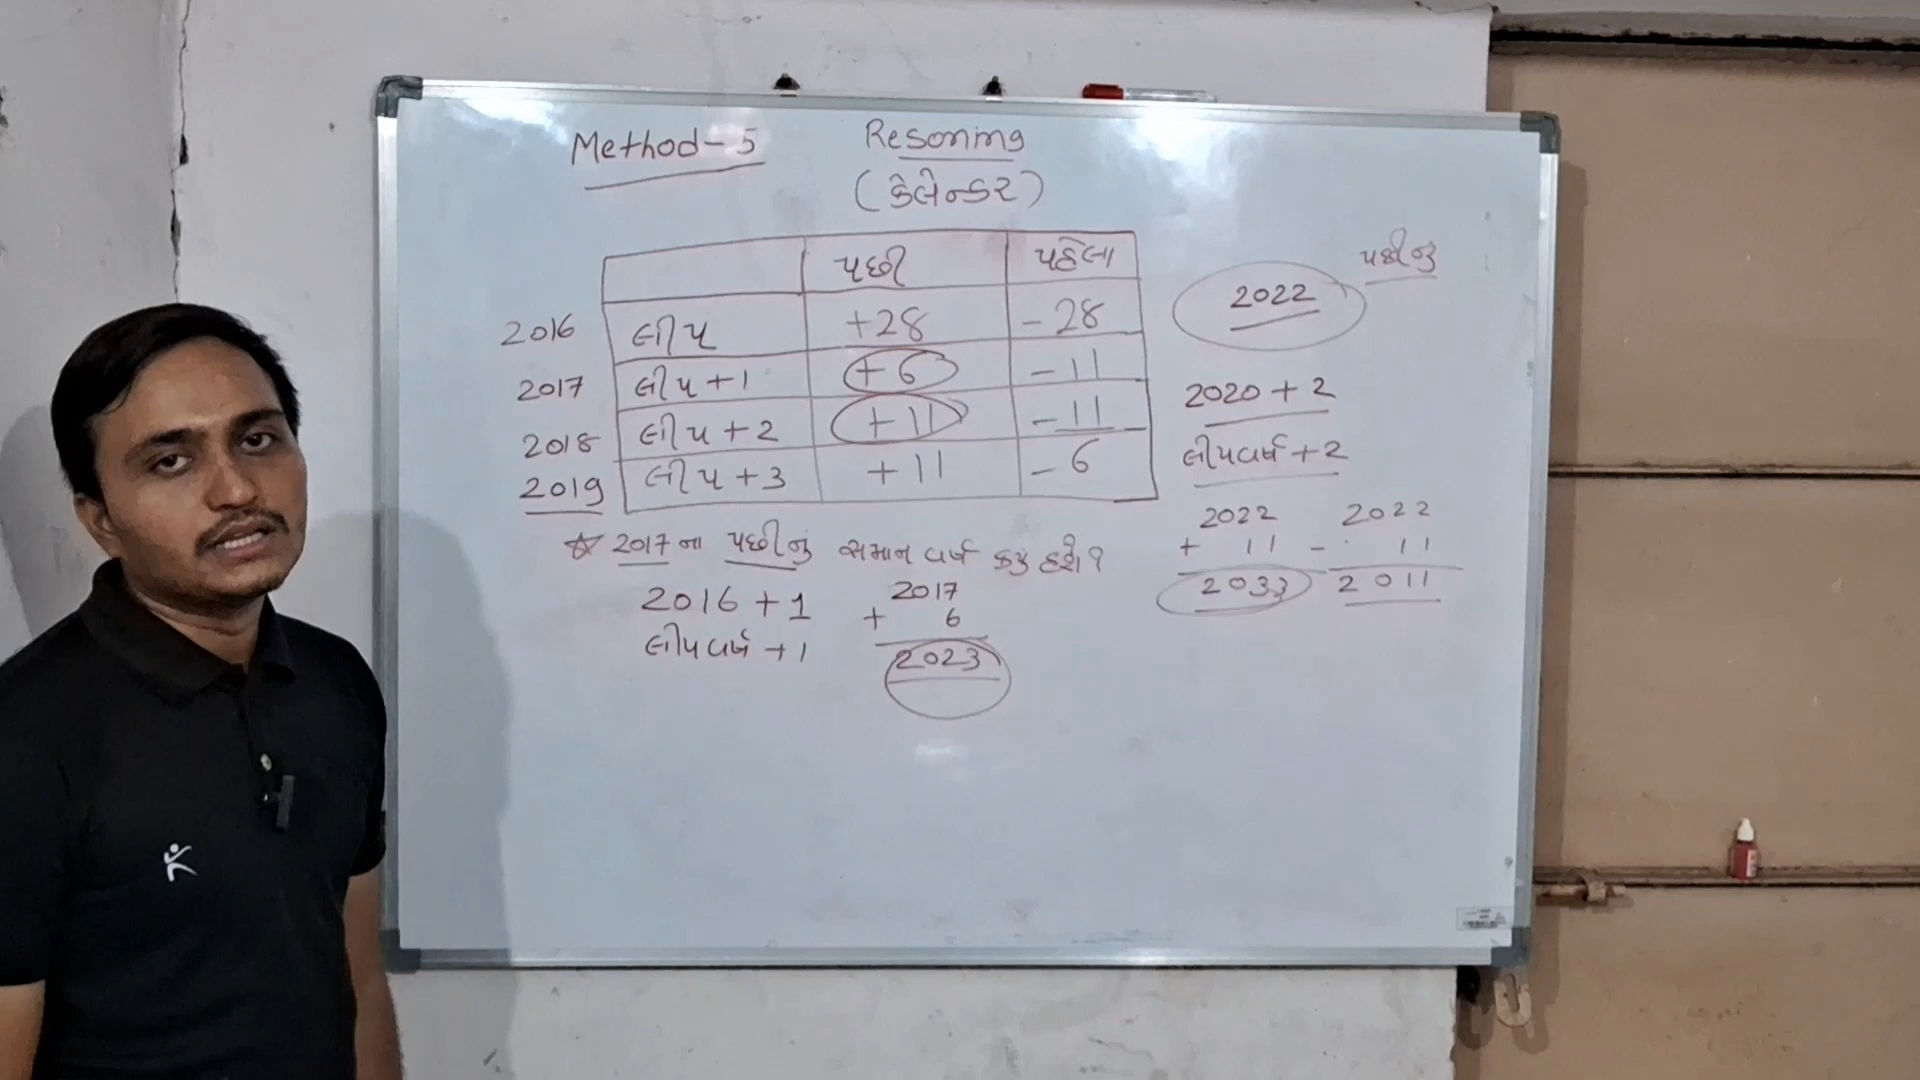 Method-5
Resoning
(કેલેન્ડર)
પછી પહેલા
2016 લીપ +28 -28
2017 લીપ+1 +6 -11
2018 લીપ+2 +11 -11
2019 લીપ+3 +11 -6
☆ 2017 ના પછીનુ સમાન વર્ષ કયુ હશે?
2016+1
લીપવર્ષ+1
2017
+ 6
2023
પછીનુ
2022
2020+2
લીપવર્ષ+2
2022 2022
+ 11 - 11
2033 2011